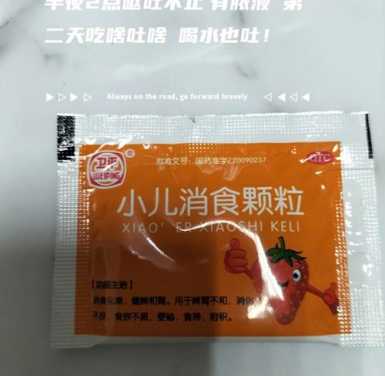 半夜2点呕吐不止 有脓液 第
二天吃啥吐啥 喝水也吐！
Always on the road, go forward bravely
卫平
WEIPING
批准文号：国药准字Z20090237
OTC
小儿消食颗粒
XIAO' ER XIAOSHI KELI
【功能主治】
消食化滞，健脾和胃。用于脾胃不和，消化
不良，食欲不振，便秘，食滞，疳积。